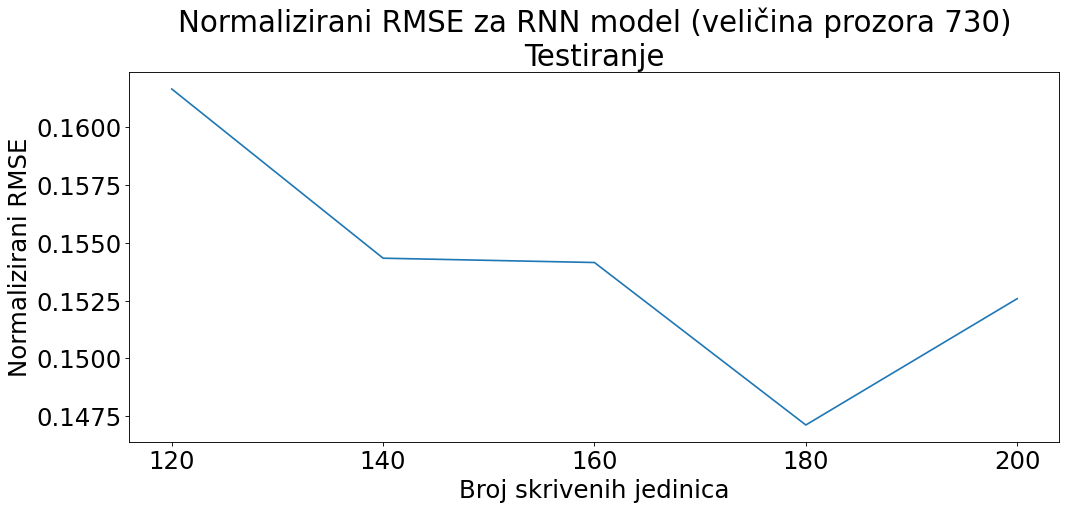 Normalizirani RMSE za RNN model (veličina prozora 730)
Testiranje
Normalizirani RMSE
0.1600
0.1575
0.1550
0.1525
0.1500
0.1475
120 140 160 180 200
Broj skrivenih jedinica